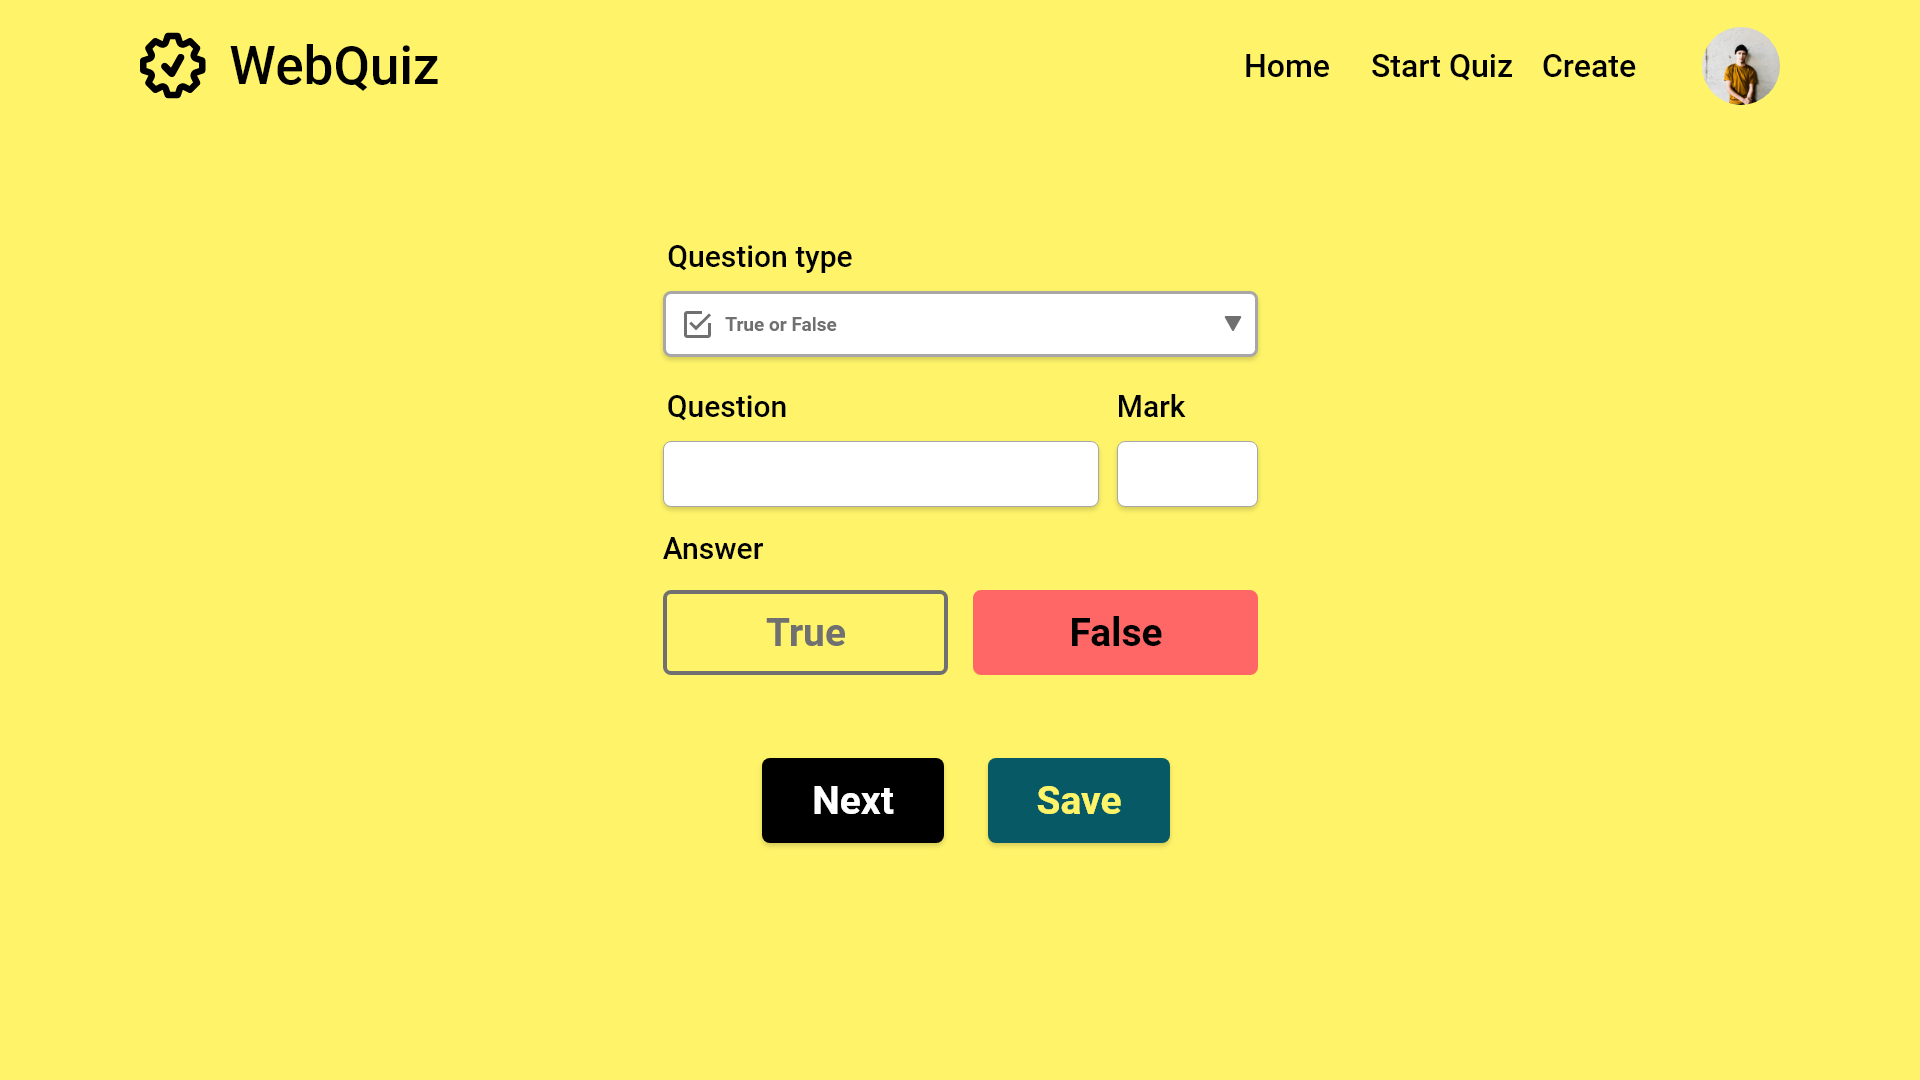 WebQuiz
Home Start Quiz Create
Question type
True or False
Question Mark
Answer
True False
Next Save